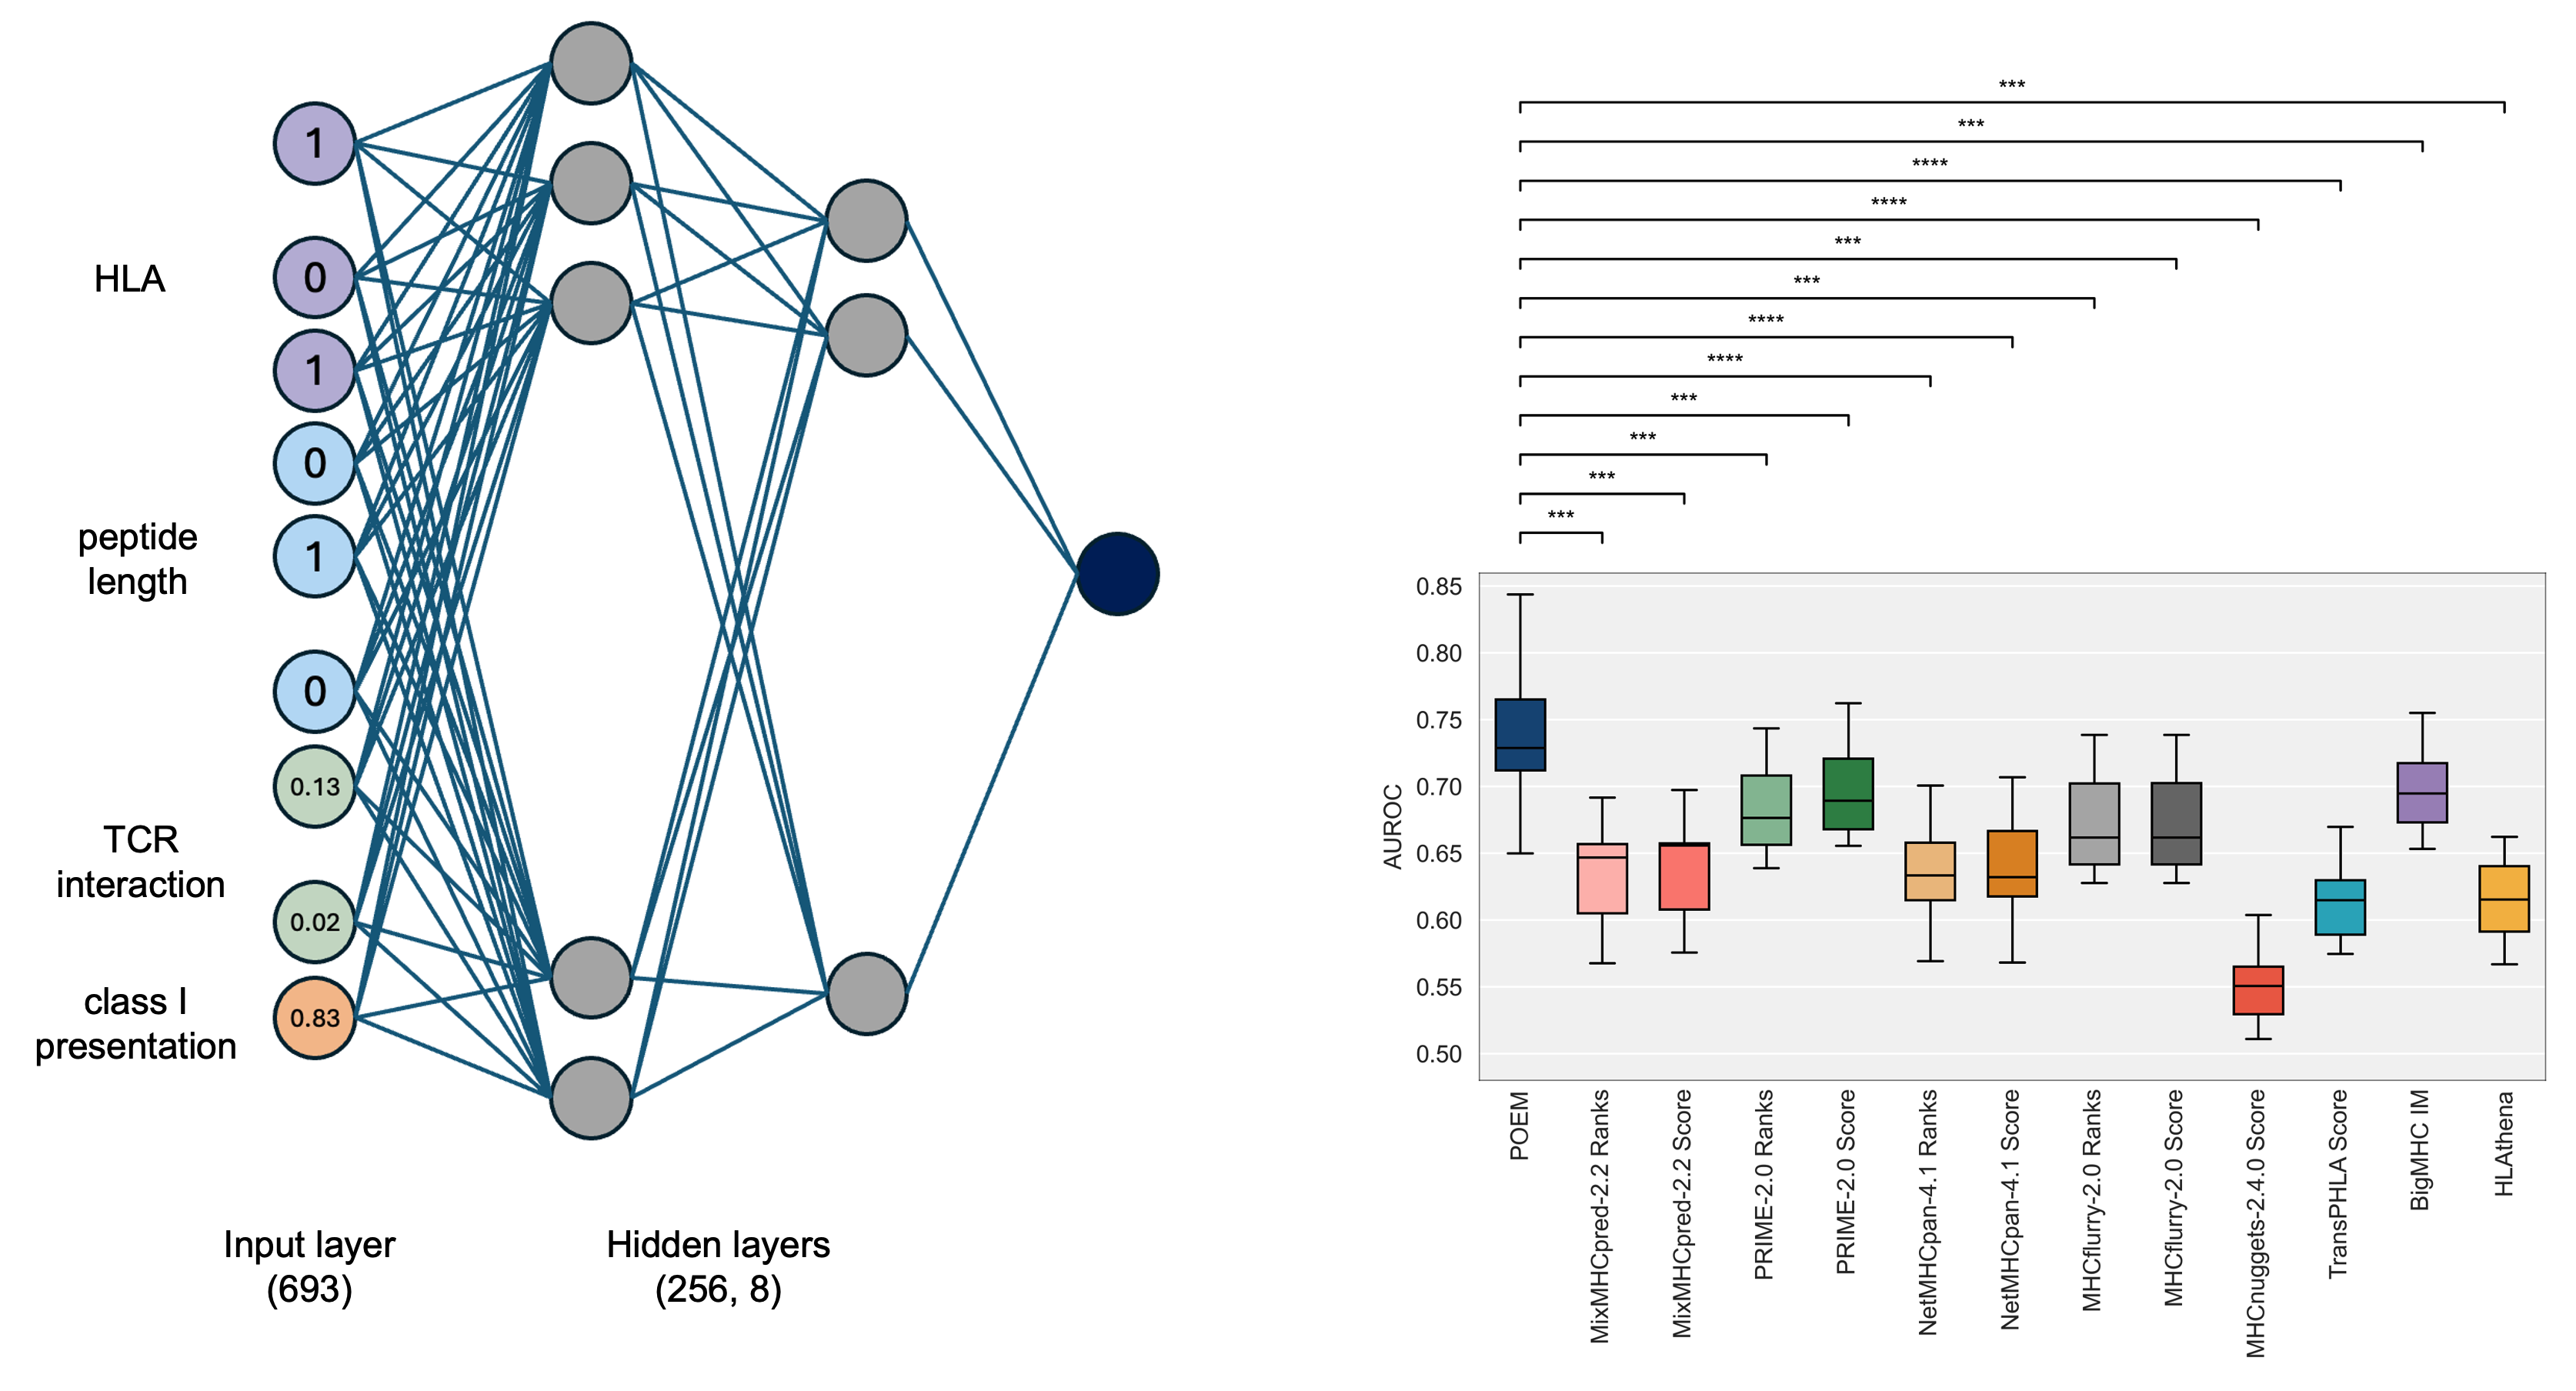 1
HLA
0
1
0
peptide
length
1
0
0.13
TCR
interaction
0.02
class I
presentation
0.83
Input layer
(693)
Hidden layers
(256, 8)
***
***
****
****
***
***
****
****
***
***
***
***
AUROC
0.85
0.80
0.75
0.70
0.65
0.60
0.55
0.50
POEM
MixMHCpred-2.2 Ranks
MixMHCpred-2.2 Score
PRIME-2.0 Ranks
PRIME-2.0 Score
NetMHCpan-4.1 Ranks
NetMHCpan-4.1 Score
MHCflurry-2.0 Ranks
MHCflurry-2.0 Score
MHCnuggets-2.4.0 Score
TransPHLA Score
BigMHC IM
HLAthena